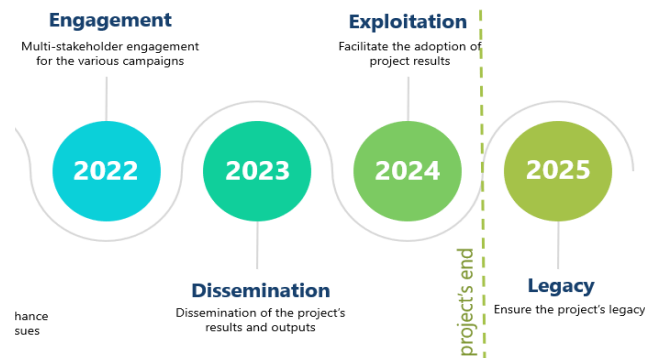 Engagement
Multi-stakeholder engagement
for the various campaigns
Exploitation
Facilitate the adoption of
project results
2022
2023
2024
2025
project's end
Dissemination
Dissemination of the project's
results and outputs
Legacy
Ensure the project's legacy
hance
sues